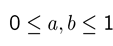 0 ≤ a, b ≤ 1